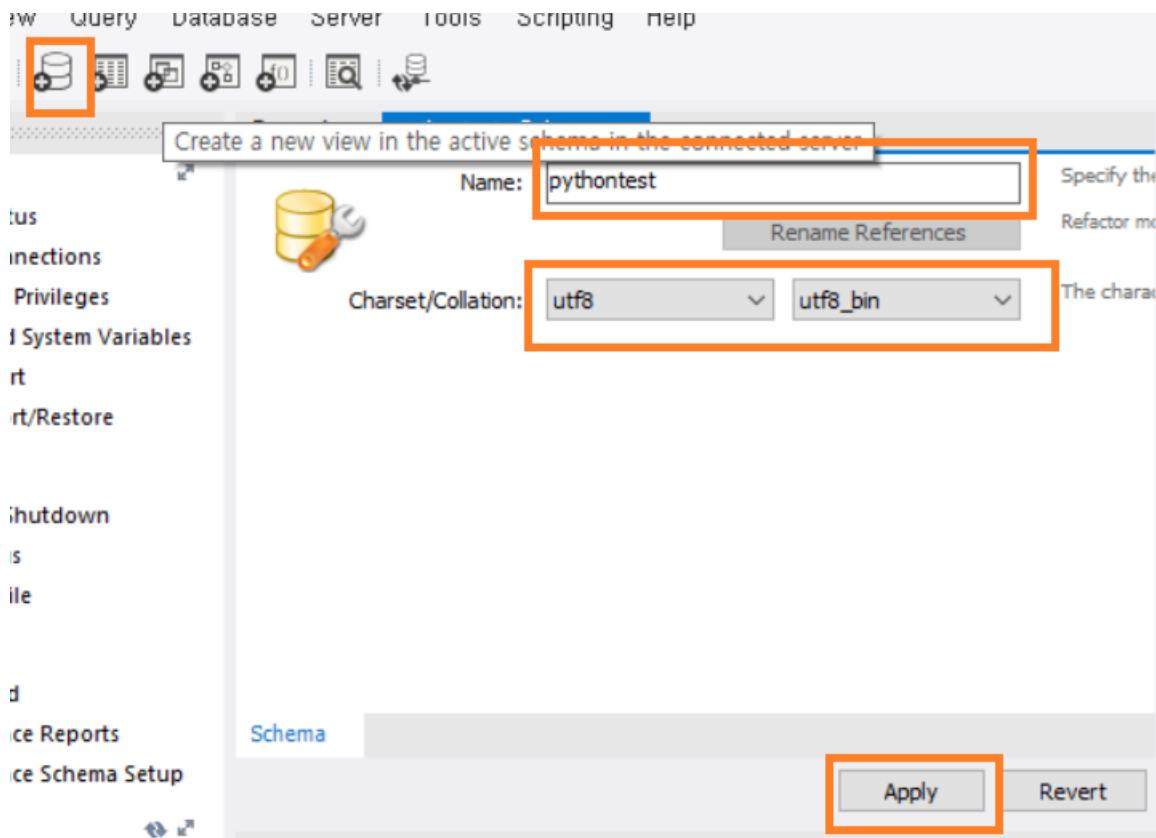 ew Query Database Server Tools Scripting Help
Create a new view in the active schema in the connected server
Name: pythontest Specify the
Rename References Refactor mo
Charset/Collation: utf8 utf8_bin The charac
tus
nnections
Privileges
d System Variables
rt
rt/Restore
Shutdown
s
ile
d
ce Reports
ce Schema Setup
Schema
Apply Revert